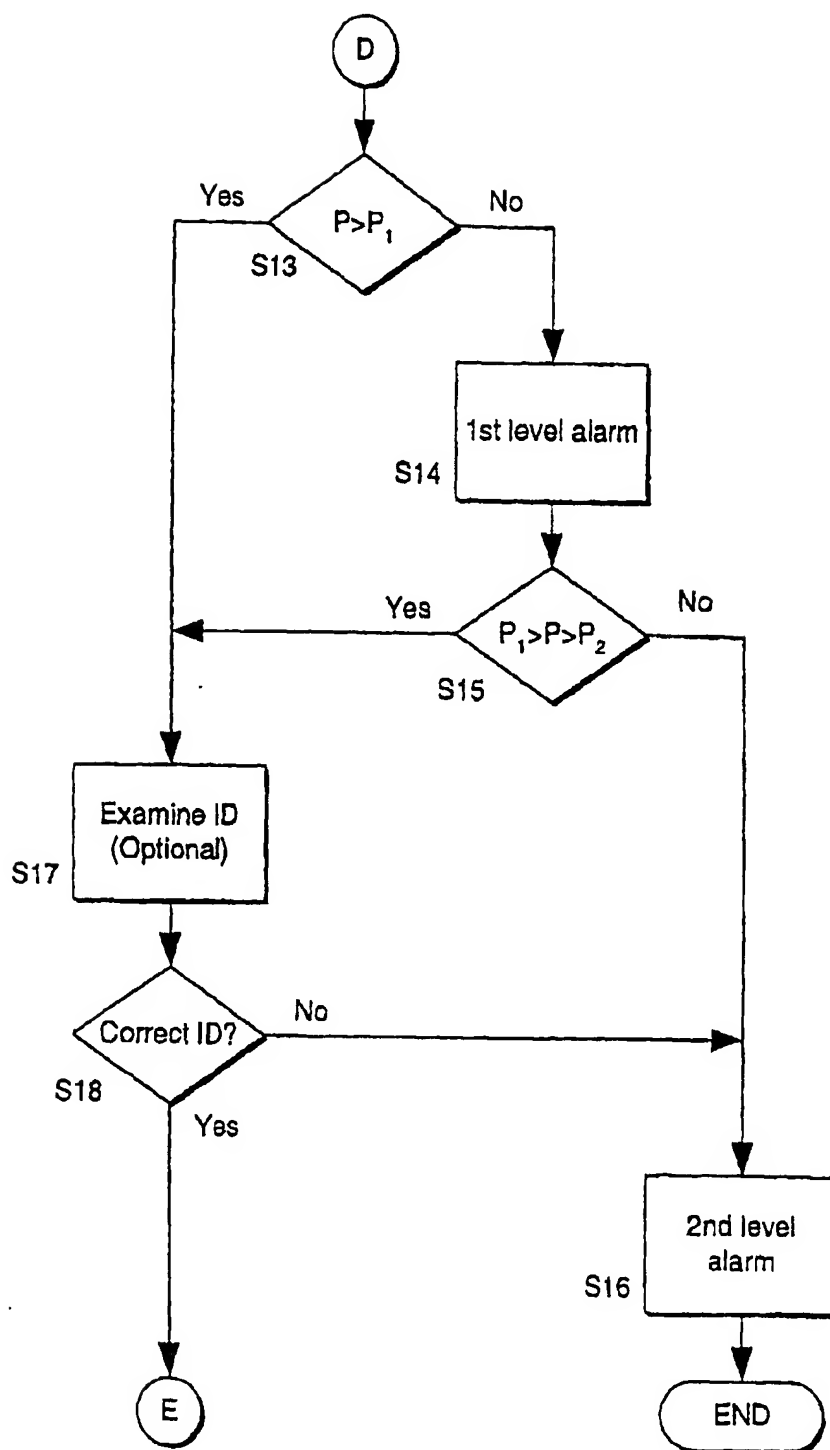 D
Yes
No
P>P₁
S13
1st level alarm
S14
Yes
No
P₁>P>P₂
S15
Examine ID
(Optional)
S17
Correct ID?
No
S18
Yes
2nd level
alarm
S16
E
END